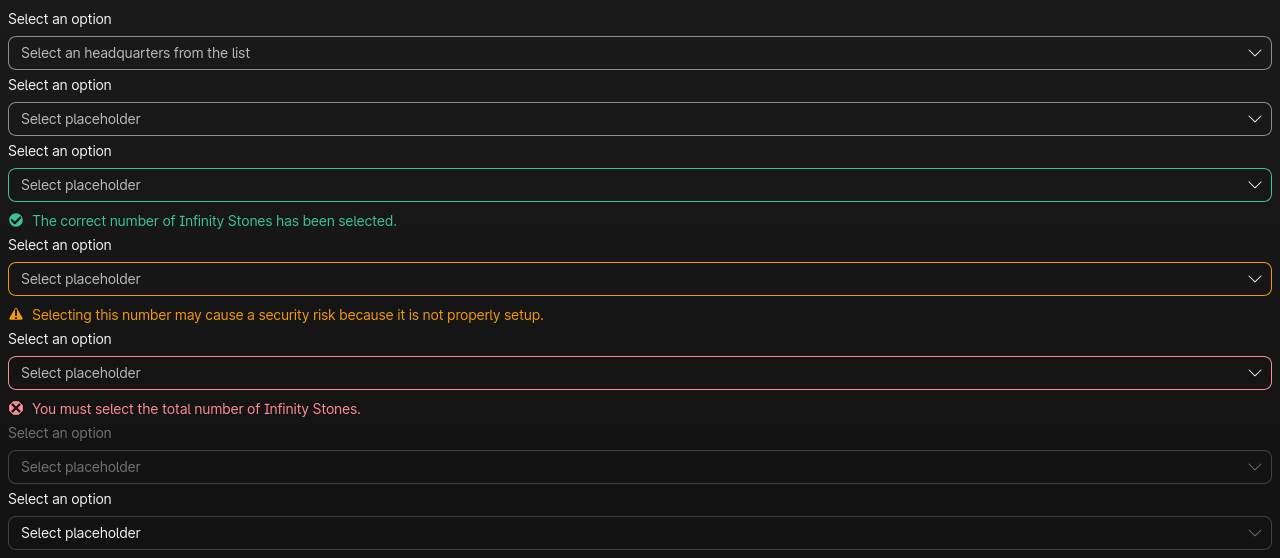 Select an option
Select an headquarters from the list
Select an option
Select placeholder
Select an option
Select placeholder
The correct number of Infinity Stones has been selected.
Select an option
Select placeholder
Selecting this number may cause a security risk because it is not properly setup.
Select an option
Select placeholder
You must select the total number of Infinity Stones.
Select an option
Select placeholder
Select an option
Select placeholder